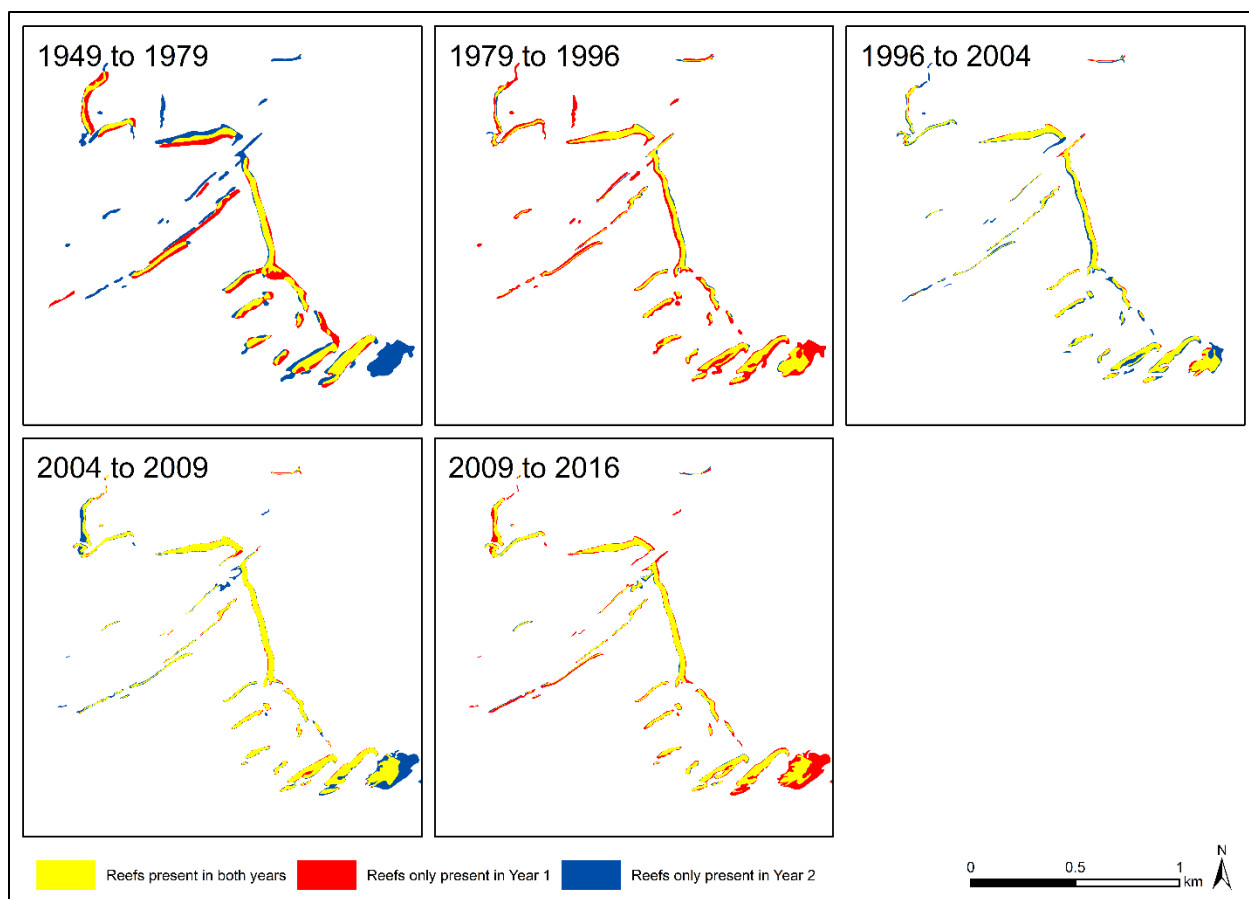 1949 to 1979
1979 to 1996
1996 to 2004
2004 to 2009
2009 to 2016
Reefs present in both years
Reefs only present in Year 1
Reefs only present in Year 2
0 0.5 1
km
N